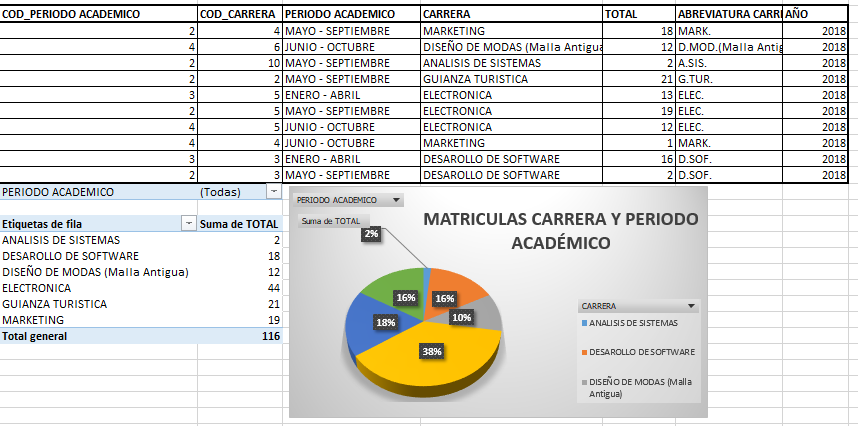 COD_PERIODO ACADEMICO COD_CARRERA PERIODO ACADEMICO CARRERA TOTAL ABREVIATURA CARR AÑO
2 4 MAYO - SEPTIEMBRE MARKETING 18 MARK. 2018
4 6 JUNIO - OCTUBRE DISEÑO DE MODAS (Malla Antigua 12 D.MOD.(Malla Antig 2018
2 10 MAYO - SEPTIEMBRE ANALISIS DE SISTEMAS 2 A.SIS. 2018
2 2 MAYO - SEPTIEMBRE GUIANZA TURISTICA 21 G.TUR. 2018
3 5 ENERO - ABRIL ELECTRONICA 13 ELEC. 2018
2 5 MAYO - SEPTIEMBRE ELECTRONICA 19 ELEC. 2018
4 5 JUNIO - OCTUBRE ELECTRONICA 12 ELEC. 2018
4 4 JUNIO - OCTUBRE MARKETING 1 MARK. 2018
3 3 ENERO - ABRIL DESAROLLO DE SOFTWARE 16 D.SOF. 2018
2 3 MAYO - SEPTIEMBRE DESAROLLO DE SOFTWARE 2 D.SOF. 2018
PERIODO ACADEMICO (Todas)
Etiquetas de fila Suma de TOTAL
ANALISIS DE SISTEMAS 2
DESAROLLO DE SOFTWARE 18
DISEÑO DE MODAS (Malla Antigua) 12
ELECTRONICA 44
GUIANZA TURISTICA 21
MARKETING 19
Total general 116
PERIODO ACADEMICO
Suma de TOTAL
MATRICULAS CARRERA Y PERIODO
ACADÉMICO
2%
16%
16%
10%
18%
38%
CARRERA
ANALISIS DE SISTEMAS
DESAROLLO DE SOFTWARE
DISEÑO DE MODAS (Malla
Antigua)